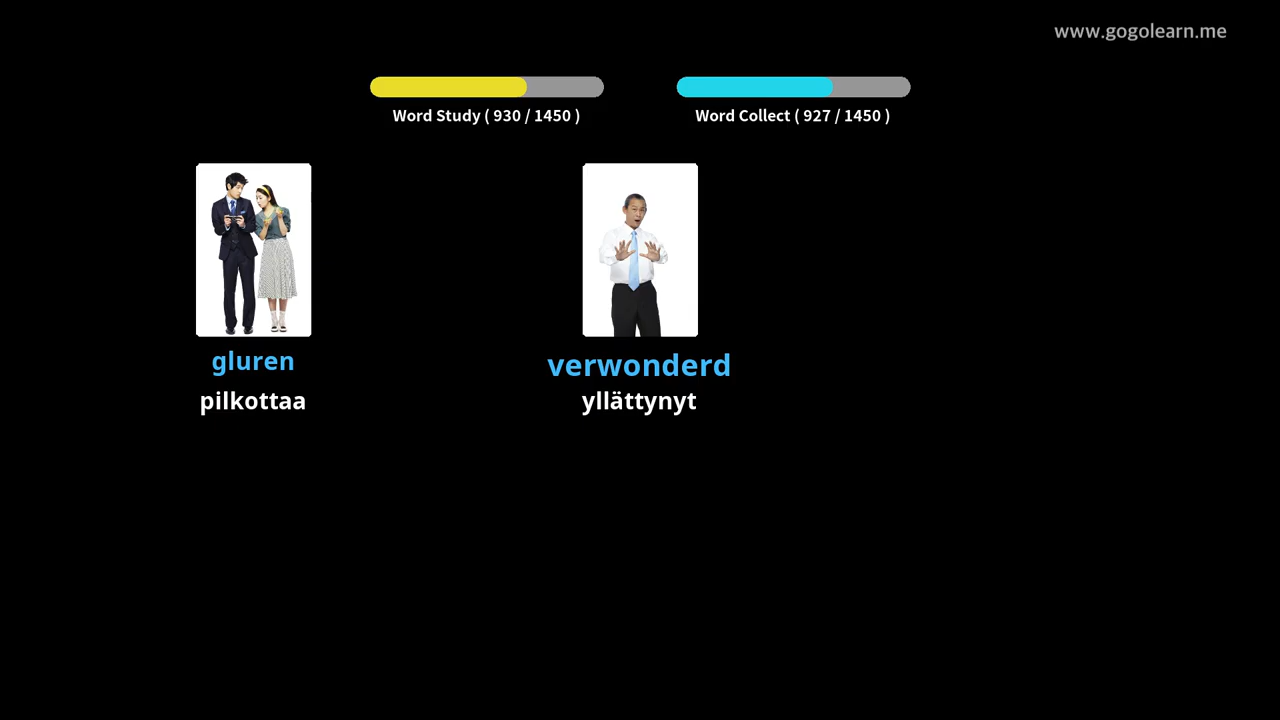 www.gogolearn.me
Word Study ( 930 / 1450 )
Word Collect ( 927 / 1450 )
gluren
pilkottaa
verwonderd
yllättynyt